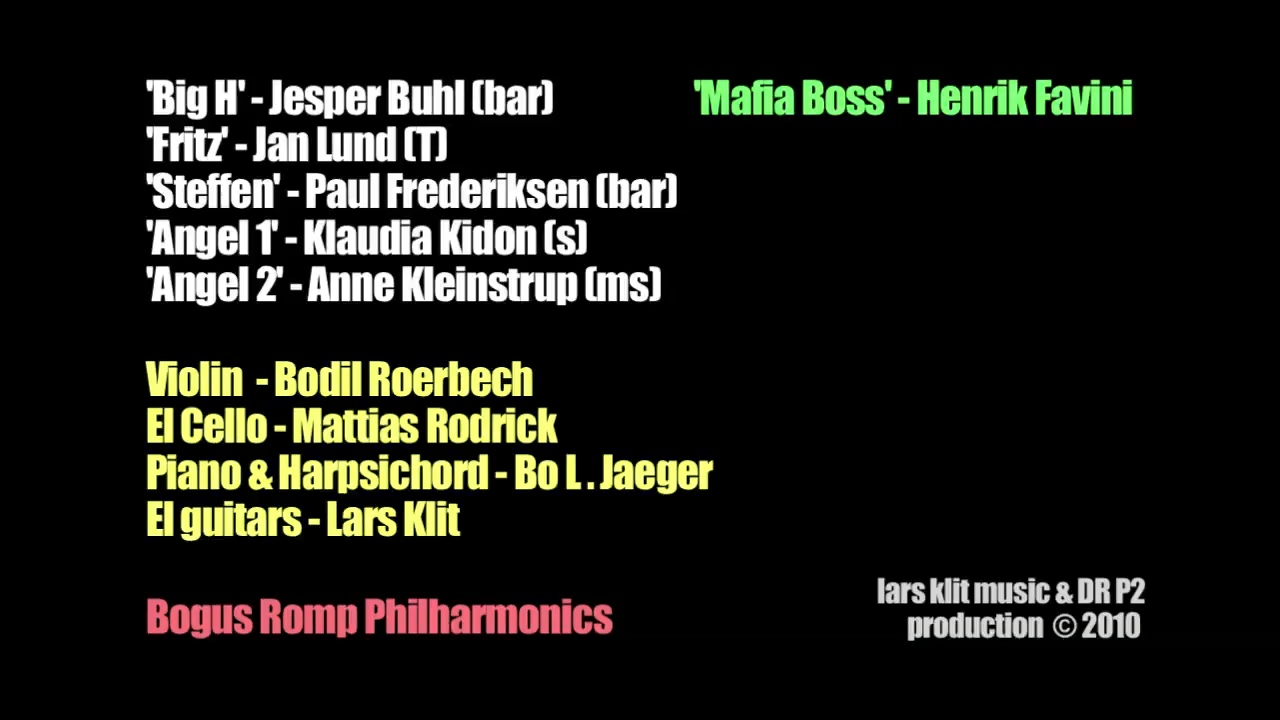 'Big H' - Jesper Buhl (bar)
'Mafia Boss' - Henrik Favini
'Fritz' - Jan Lund (T)
'Steffen' - Paul Frederiksen (bar)
'Angel 1' - Klaudia Kidon (s)
'Angel 2' - Anne Kleinstrup (ms)
Violin - Bodil Roerbech
El Cello - Mattias Rodrick
Piano & Harpsichord - Bo L . Jaeger
El guitars - Lars Klit
Bogus Romp Philharmonics
lars klit music & DR P2
production © 2010